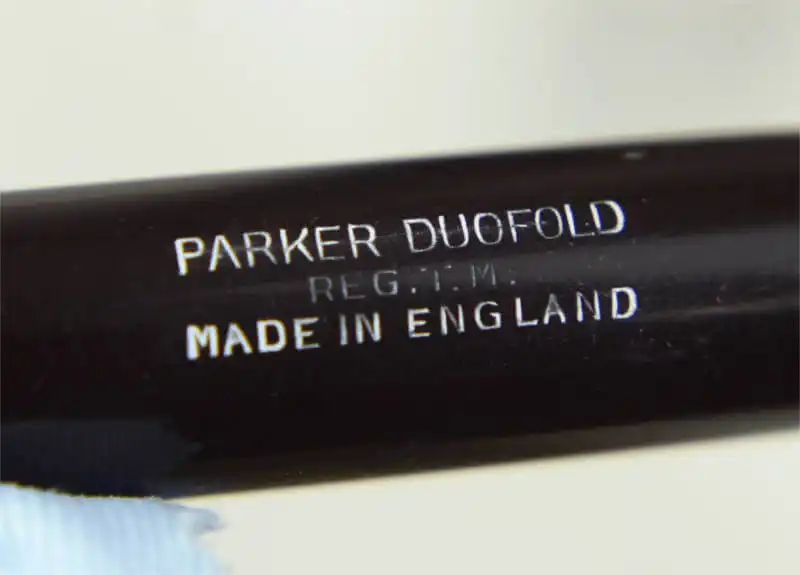 PARKER DUOFOLD
REG.T.M.
MADE IN ENGLAND